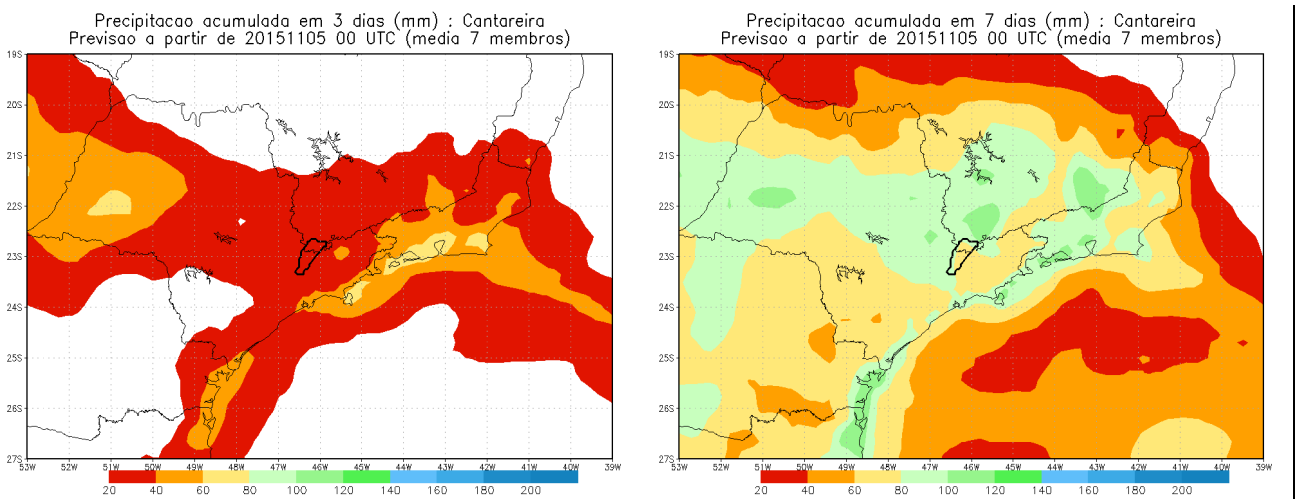 Precipitacao acumulada em 3 dias (mm) : Cantareira
Previsao a partir de 20151105 00 UTC (media 7 membros)
19S
20S
21S
22S
23S
24S
25S
26S
27S
53W 52W 51W 50W 49W 48W 47W 46W 45W 44W 43W 42W 41W 40W 39W
20 40 60 80 100 120 140 160 180 200
Precipitacao acumulada em 7 dias (mm) : Cantareira
Previsao a partir de 20151105 00 UTC (media 7 membros)
19S
20S
21S
22S
23S
24S
25S
26S
27S
53W 52W 51W 50W 49W 48W 47W 46W 45W 44W 43W 42W 41W 40W 39W
20 40 60 80 100 120 140 160 180 200